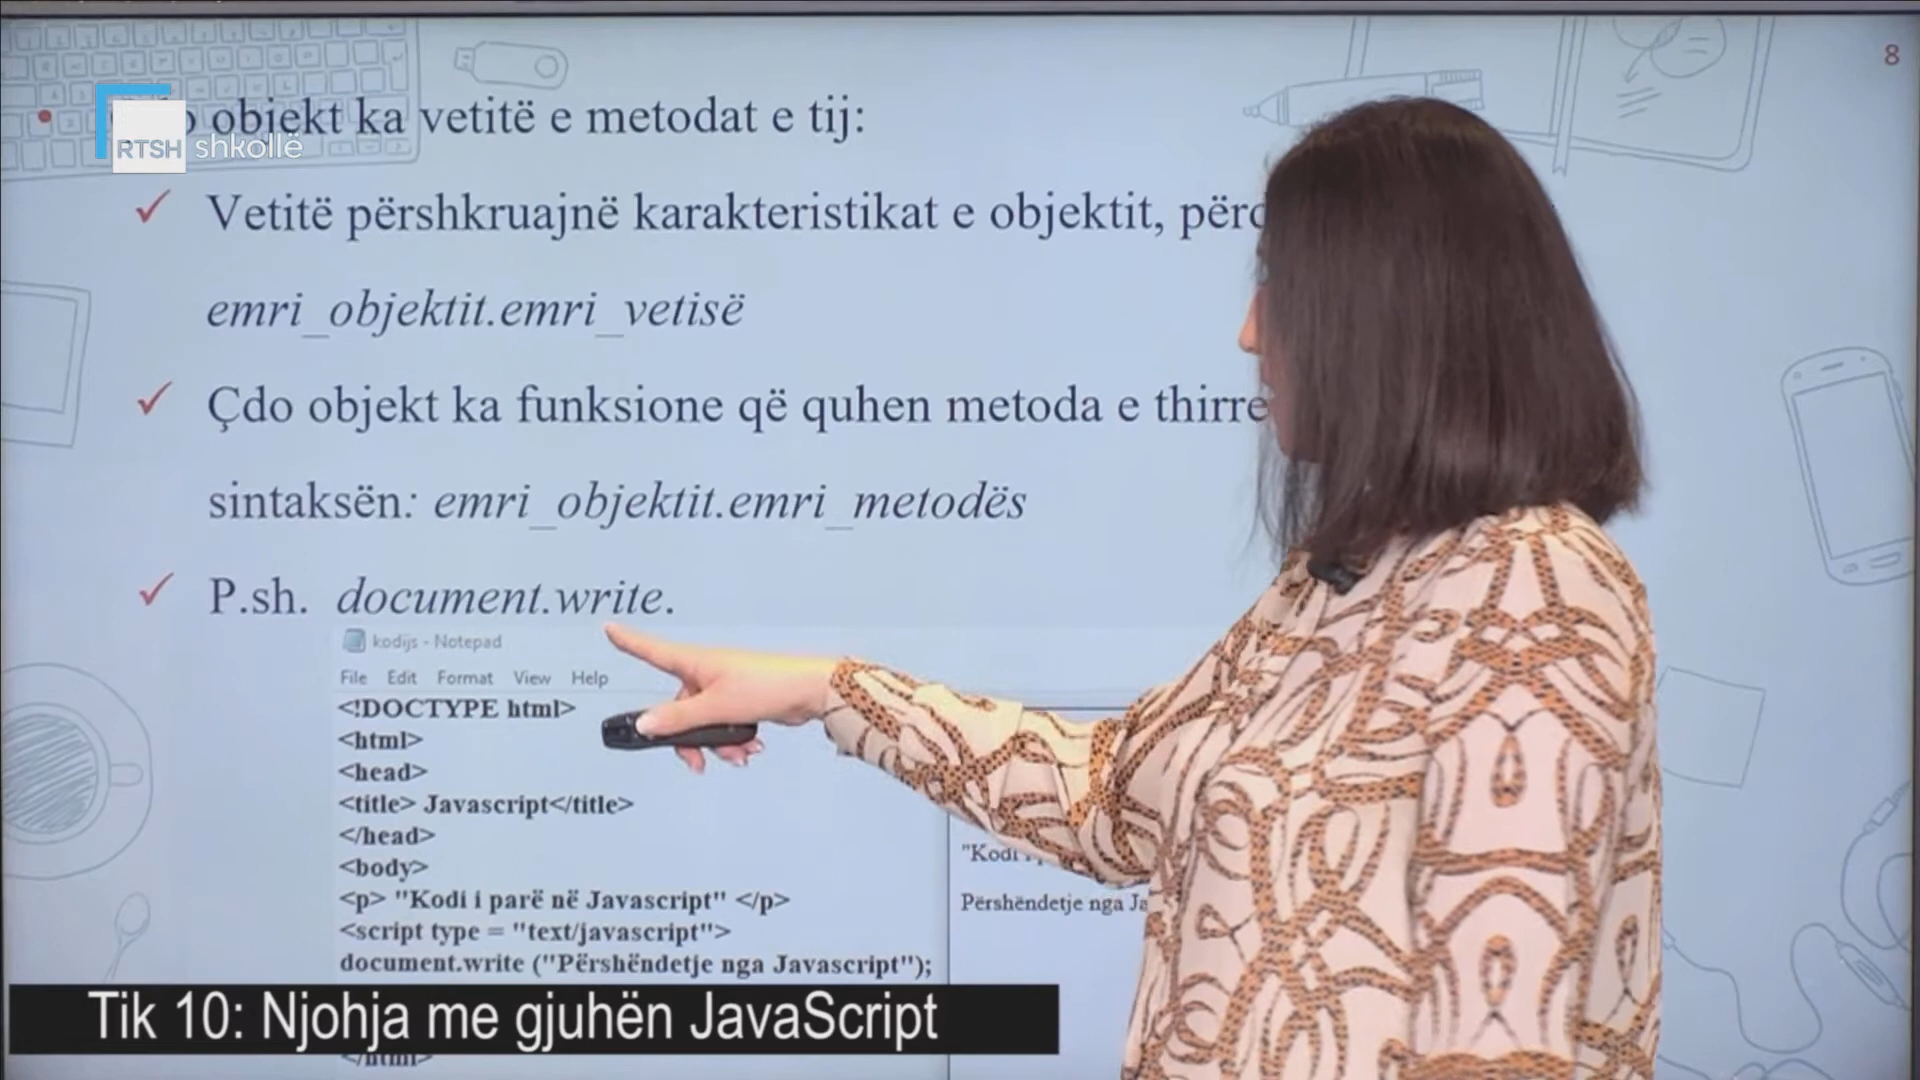 8
objekt ka vetitë e metodat e tij:
RTSH shkollë
Vetitë përshkruajnë karakteristikat e objektit,
emri_objektit.emri_vetisë
Çdo objekt ka funksione që quhen metoda e
sintaksën: emri_objektit.emri_metodës
P.sh. document.write.
kodijs - Notepad
File Edit Format View Help
<!DOCTYPE html>
<html>
<head>
<title> Javascript</title>
</head>
<body>
<p> "Kodi i parë në Javascript" </p>
<script type = "text/javascript">
document.write ("Përshëndetje nga Javascript");
</html>
"Kodi
Përshëndetje nga
Tik 10: Njohja me gjuhën JavaScript